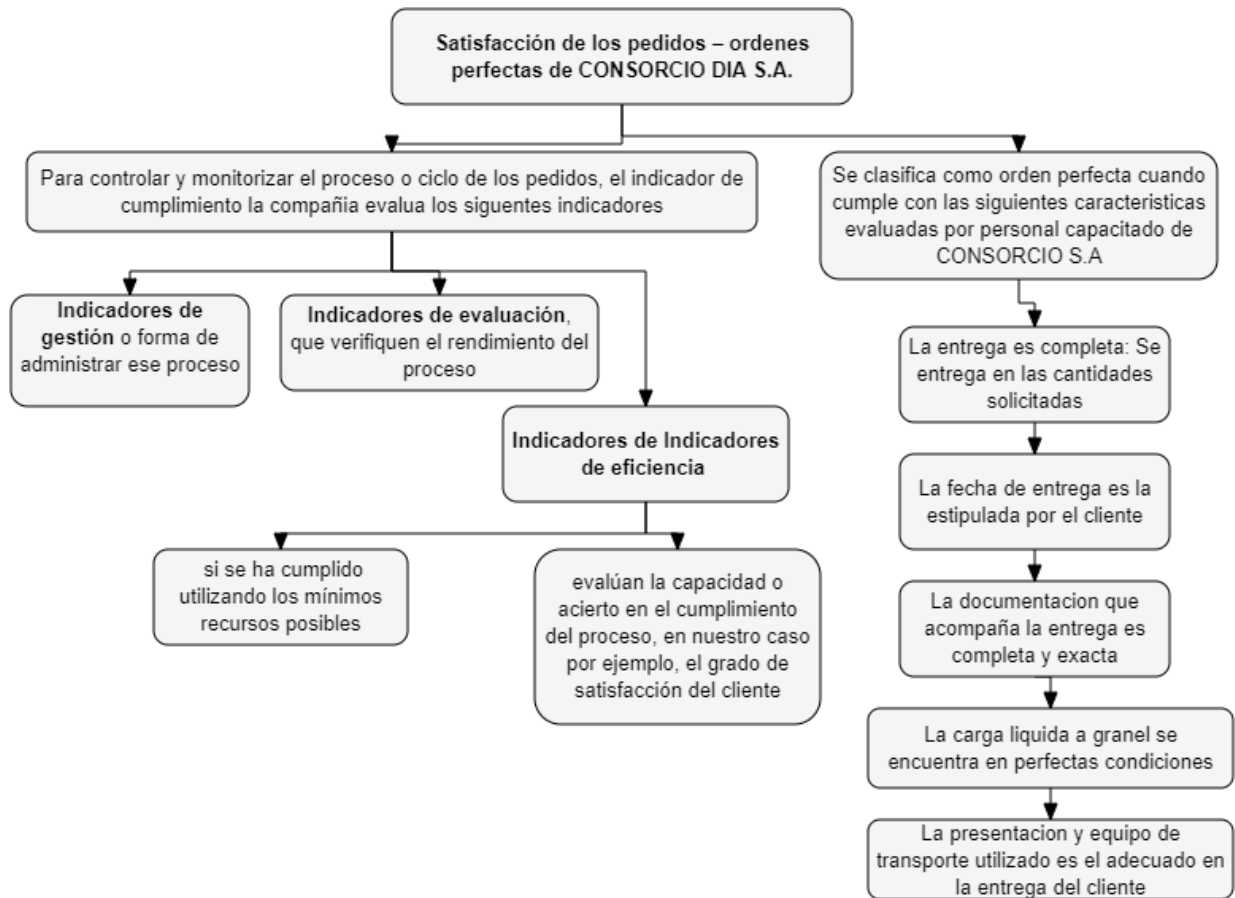 Satisfacción de los pedidos – ordenes
perfectas de CONSORCIO DIA S.A.
Para controlar y monitorizar el proceso o ciclo de los pedidos, el indicador de
cumplimiento la compañia evalua los siguentes indicadores
Indicadores de
gestión o forma de
administrar ese proceso
Indicadores de evaluación,
que verifiquen el rendimiento del
proceso
Indicadores de Indicadores
de eficiencia
si se ha cumplido
utilizando los mínimos
recursos posibles
evalúan la capacidad o
acierto en el cumplimiento
del proceso, en nuestro caso
por ejemplo, el grado de
satisfacción del cliente
Se clasifica como orden perfecta cuando
cumple con las siguientes caracteristicas
evaluadas por personal capacitado de
CONSORCIO S.A
La entrega es completa: Se
entrega en las cantidades
solicitadas
La fecha de entrega es la
estipulada por el cliente
La documentacion que
acompaña la entrega es
completa y exacta
La carga liquida a granel se
encuentra en perfectas condiciones
La presentacion y equipo de
transporte utilizado es el adecuado en
la entrega del cliente